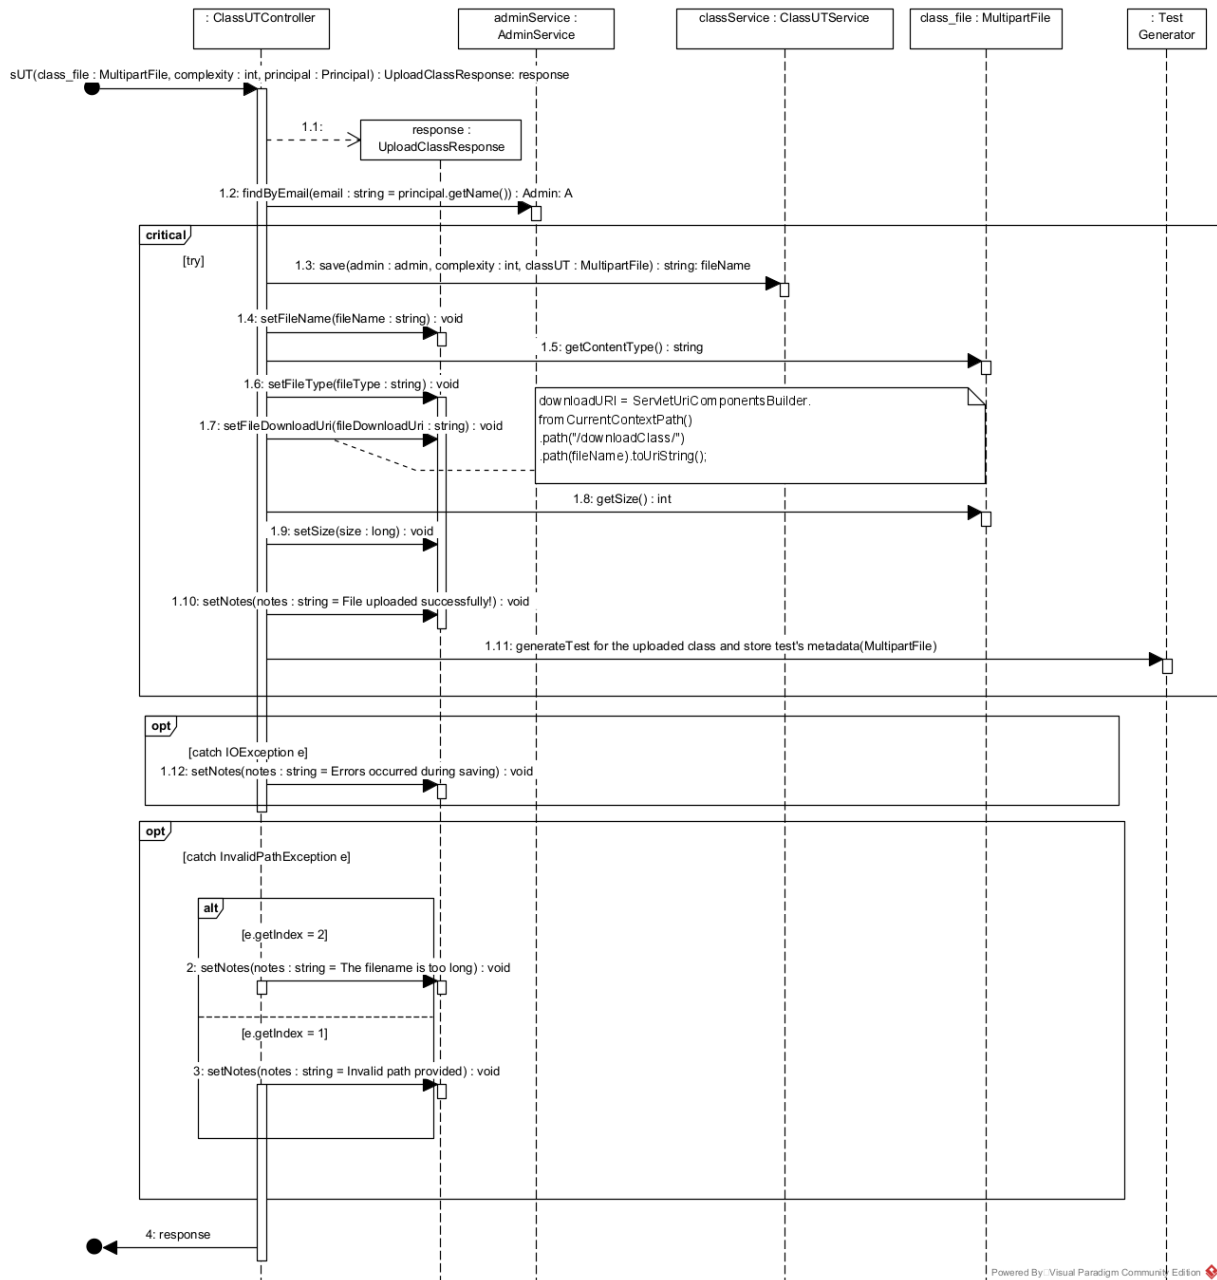 : ClassUTController
adminService :
AdminService
classService : ClassUTService
class_file : MultipartFile
: Test
Generator
sUT(class_file : MultipartFile, complexity : int, principal : Principal) : UploadClassResponse: response
1.1:
response :
UploadClassResponse
1.2: findByEmail(email : string = principal.getName()) : Admin: A
critical
[try]
1.3: save(admin : admin, complexity : int, classUT : MultipartFile) : string: fileName
1.4: setFileName(fileName : string) : void
1.5: getContentType() : string
1.6: setFileType(fileType : string) : void
downloadURI = ServletUriComponentsBuilder.
fromCurrentContextPath()
.path("/downloadClass/")
.path(fileName).toUriString();
1.7: setFileDownloadUri(fileDownloadUri : string) : void
1.8: getSize() : int
1.9: setSize(size : long) : void
1.10: setNotes(notes : string = File uploaded successfully!) : void
1.11: generateTest for the uploaded class and store test's metadata(MultipartFile)
opt
[catch IOException e]
1.12: setNotes(notes : string = Errors occurred during saving) : void
opt
[catch InvalidPathException e]
alt
[e.getIndex = 2]
2: setNotes(notes : string = The filename is too long) : void
[e.getIndex = 1]
3: setNotes(notes : string = Invalid path provided) : void
4: response
Powered By Visual Paradigm Community Edition